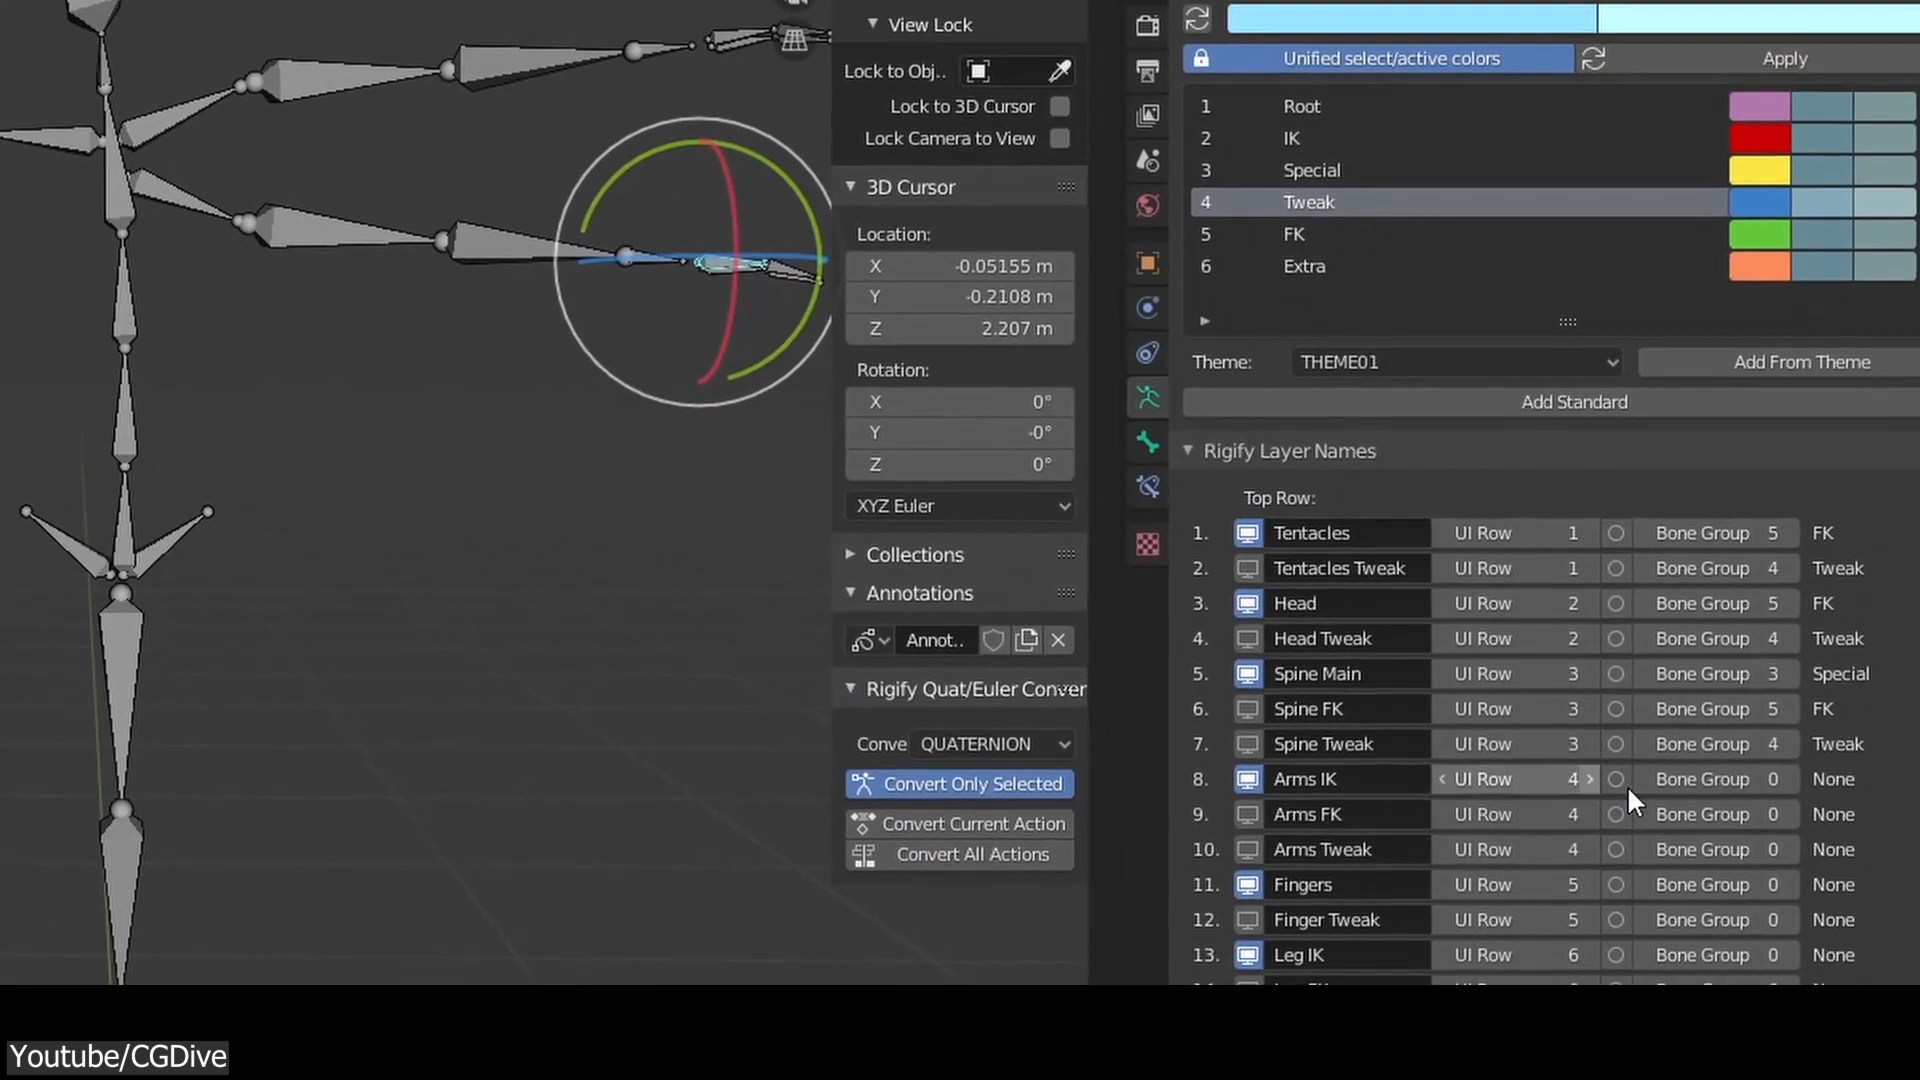 View Lock
Lock to Obj..
Lock to 3D Cursor
Lock Camera to View
3D Cursor
Location:
X -0.05155 m
Y -0.2108 m
Z 2.207 m
Rotation:
X 0°
Y -0°
Z 0°
XYZ Euler
Collections
Annotations
Annot..
Rigify Quat/Euler Conver
Conve QUATERNION
Convert Only Selected
Convert Current Action
Convert All Actions
Unified select/active colors Apply
1 Root
2 IK
3 Special
4 Tweak
5 FK
6 Extra
Theme: THEME01 Add From Theme
Add Standard
Rigify Layer Names
Top Row:
1. Tentacles UI Row 1 Bone Group 5 FK
2. Tentacles Tweak UI Row 1 Bone Group 4 Tweak
3. Head UI Row 2 Bone Group 5 FK
4. Head Tweak UI Row 2 Bone Group 4 Tweak
5. Spine Main UI Row 3 Bone Group 3 Special
6. Spine FK UI Row 3 Bone Group 5 FK
7. Spine Tweak UI Row 3 Bone Group 4 Tweak
8. Arms IK UI Row 4 Bone Group 0 None
9. Arms FK UI Row 4 Bone Group 0 None
10. Arms Tweak UI Row 4 Bone Group 0 None
11. Fingers UI Row 5 Bone Group 0 None
12. Finger Tweak UI Row 5 Bone Group 0 None
13. Leg IK UI Row 6 Bone Group 0 None
Youtube/CGDive